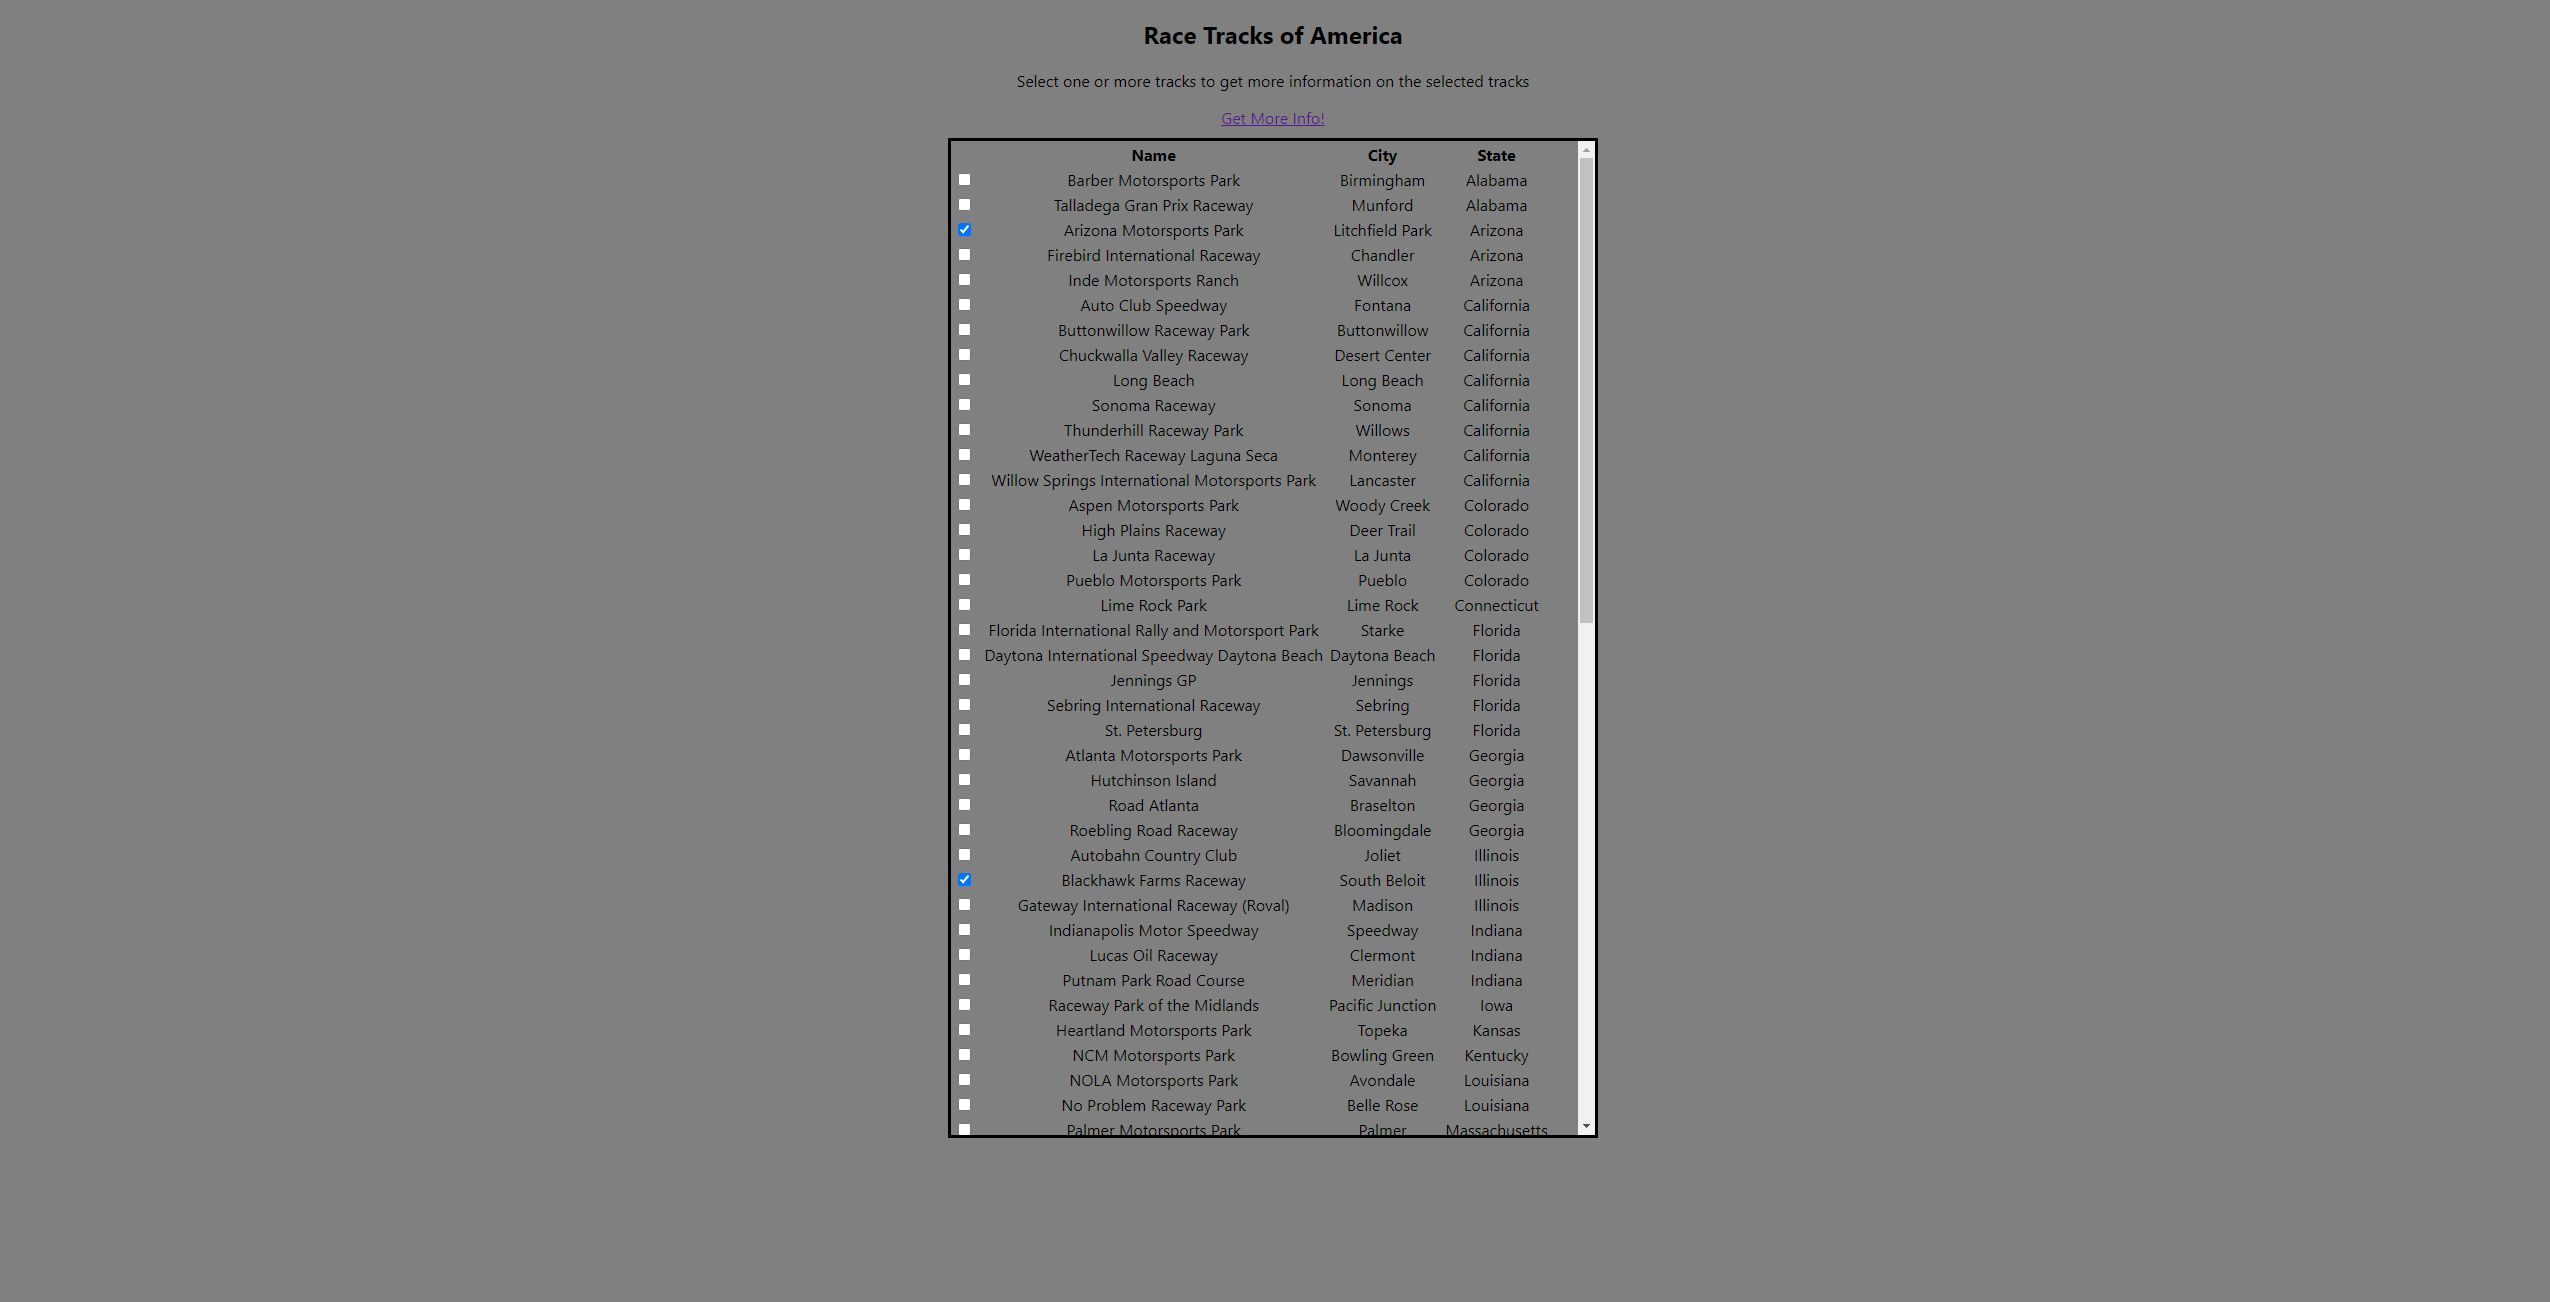 Race Tracks of America
Select one or more tracks to get more information on the selected tracks
Get More Info!
Name City State
Barber Motorsports Park Birmingham Alabama
Talladega Gran Prix Raceway Munford Alabama
Arizona Motorsports Park Litchfield Park Arizona
Firebird International Raceway Chandler Arizona
Inde Motorsports Ranch Willcox Arizona
Auto Club Speedway Fontana California
Buttonwillow Raceway Park Buttonwillow California
Chuckwalla Valley Raceway Desert Center California
Long Beach Long Beach California
Sonoma Raceway Sonoma California
Thunderhill Raceway Park Willows California
WeatherTech Raceway Laguna Seca Monterey California
Willow Springs International Motorsports Park Lancaster California
Aspen Motorsports Park Woody Creek Colorado
High Plains Raceway Deer Trail Colorado
La Junta Raceway La Junta Colorado
Pueblo Motorsports Park Pueblo Colorado
Lime Rock Park Lime Rock Connecticut
Florida International Rally and Motorsport Park Starke Florida
Daytona International Speedway Daytona Beach Daytona Beach Florida
Jennings GP Jennings Florida
Sebring International Raceway Sebring Florida
St. Petersburg St. Petersburg Florida
Atlanta Motorsports Park Dawsonville Georgia
Hutchinson Island Savannah Georgia
Road Atlanta Braselton Georgia
Roebling Road Raceway Bloomingdale Georgia
Autobahn Country Club Joliet Illinois
Blackhawk Farms Raceway South Beloit Illinois
Gateway International Raceway (Roval) Madison Illinois
Indianapolis Motor Speedway Speedway Indiana
Lucas Oil Raceway Clermont Indiana
Putnam Park Road Course Meridian Indiana
Raceway Park of the Midlands Pacific Junction Iowa
Heartland Motorsports Park Topeka Kansas
NCM Motorsports Park Bowling Green Kentucky
NOLA Motorsports Park Avondale Louisiana
No Problem Raceway Park Belle Rose Louisiana
Palmer Motorsports Park Palmer Massachusetts